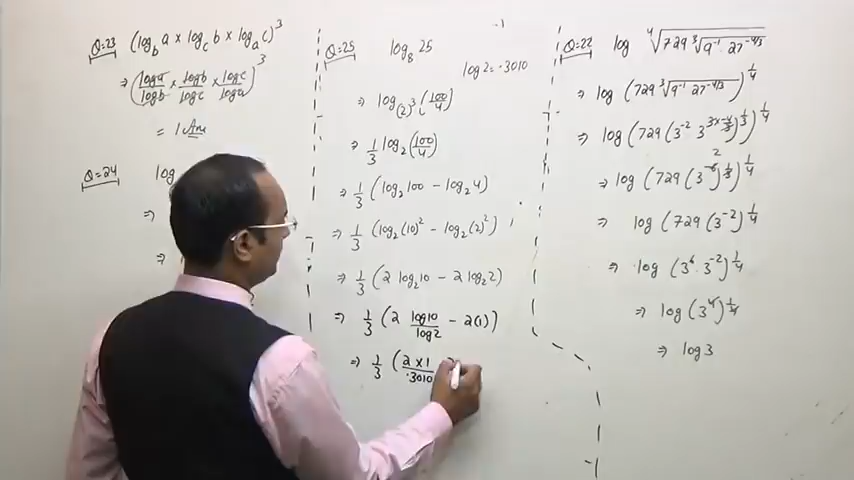 Q=23 (log_b a × log_c b × log_a c)^3
⇒ (loga/logb × logb/logc × logc/loga)^3
= 1 Ans
Q=24 log
⇒
⇒
Q=25 log_8 25
log2=.3010
⇒ log_(2)^3 (100/4)
⇒ 1/3 log_2(100/4)
⇒ 1/3 (log_2 100 - log_2 4)
⇒ 1/3 (log_2(10)^2 - log_2(2)^2)
⇒ 1/3 (2 log_2 10 - 2 log_2 2)
⇒ 1/3 (2 log10/log2 - 2(1))
⇒ 1/3 (2×1/.3010
Q=22 log ∜(729 ∛(9^-1 27^-4/3))
⇒ log (729 ∛(9^-1 27^-4/3))^1/4
⇒ log (729 (3^-2 3^(3×-4/3))^1/3)^1/4
⇒ log (729 (3^-6)^1/3)^1/4
2
⇒ log (729 (3^-2)^1/4
⇒ log (3^6 3^-2)^1/4
⇒ log (3^4)^1/4
⇒ log3